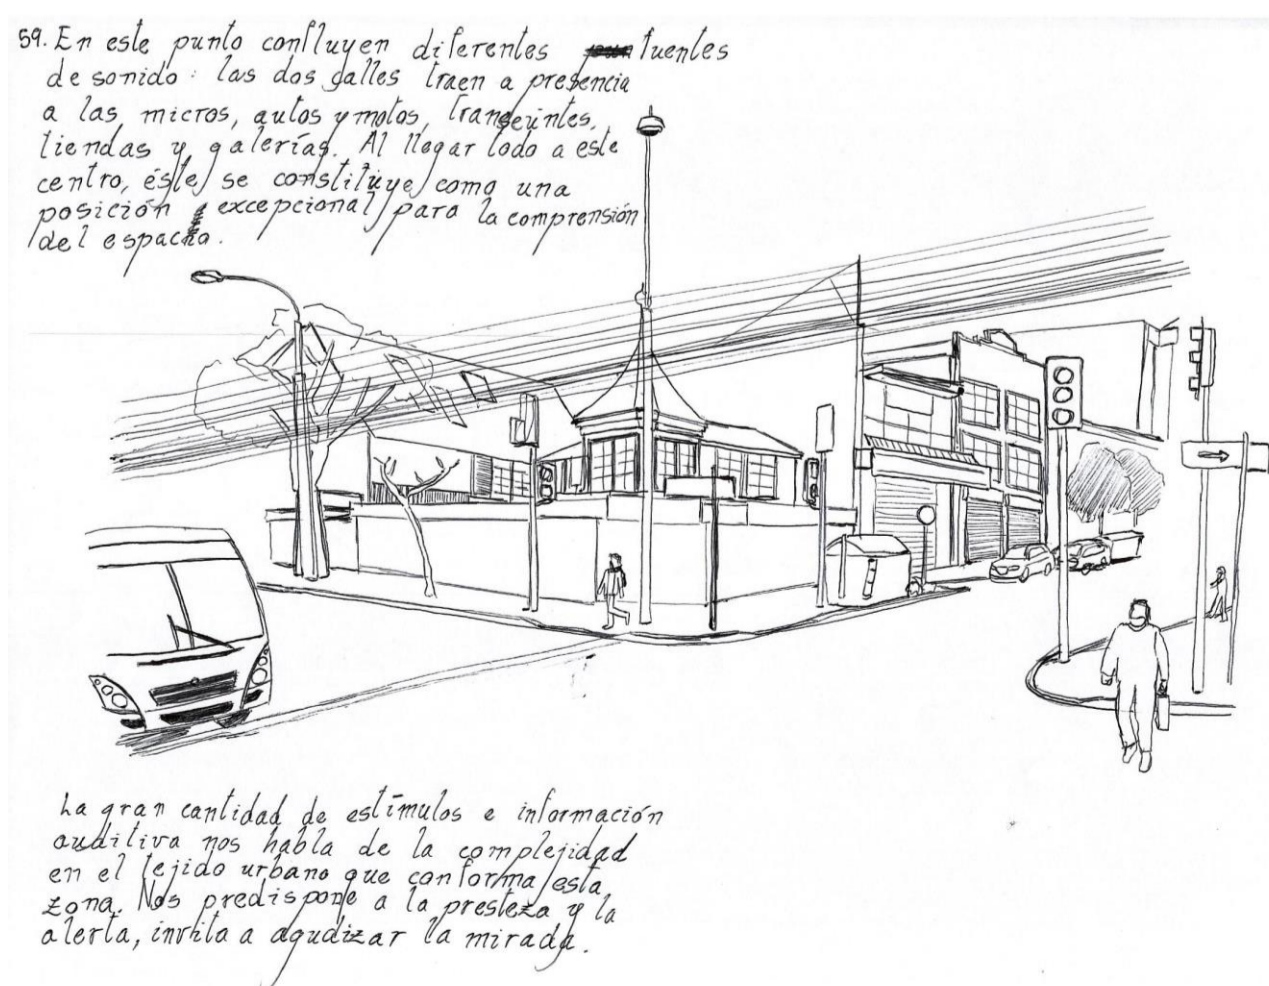 59. En este punto confluyen diferentes fuentes
de sonido: las dos calles traen a presencia
a las micros, autos y motos, transeúntes,
tiendas y galerías. Al llegar todo a este
centro, éste se constituye como una
posición excepcional para la comprensión
del espacio.
La gran cantidad de estímulos e información
auditiva nos habla de la complejidad
en el tejido urbano que conforma esta
zona. Nos predispone a la presteza y la
alerta, invita a agudizar la mirada.